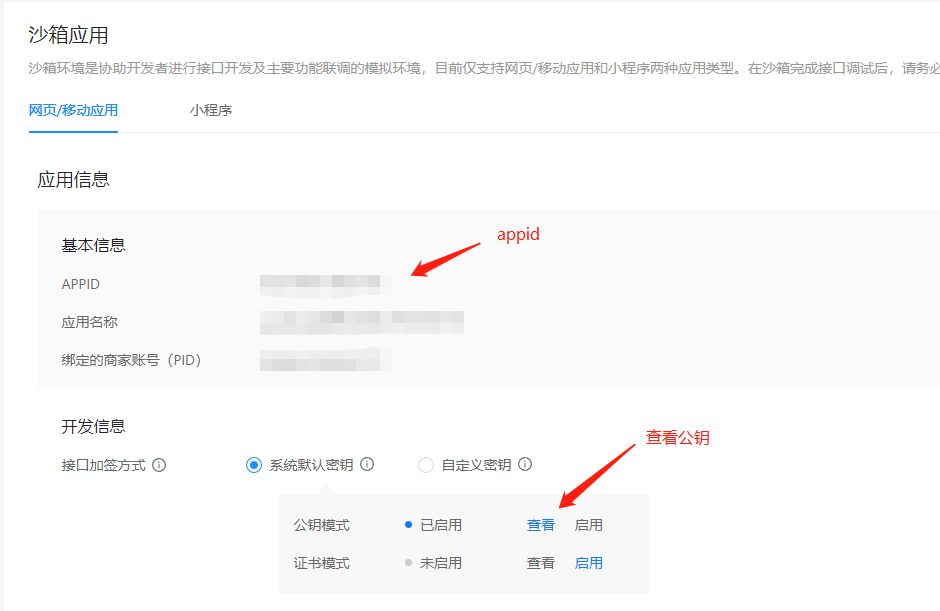 沙箱应用
沙箱环境是协助开发者进行接口开发及主要功能联调的模拟环境，目前仅支持网页/移动应用和小程序两种应用类型。在沙箱完成接口调试后，请务必
网页/移动应用 小程序
应用信息
appid
基本信息
APPID
应用名称
绑定的商家账号（PID）
开发信息
查看公钥
接口加签方式 系统默认密钥 自定义密钥
公钥模式 已启用 查看 启用
证书模式 未启用 查看 启用